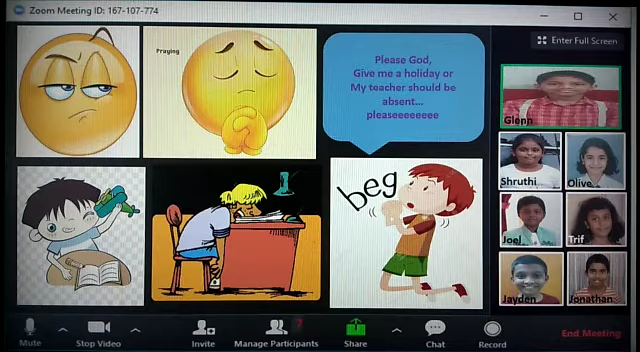 Zoom Meeting ID: 167-107-774
Enter Full Screen
Praying
Please God,
Give me a holiday or
My teacher should be
absent...
pleaseeeeeeee
beg
Glenn
Shruthi
Olive
Joel
Trif
Jayden
Jonathan
Mute
Stop Video
Invite
Manage Participants
7
Share
Chat
Record
End Meeting